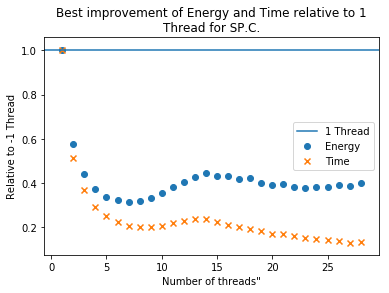 Best improvement of Energy and Time relative to 1
Thread for SP.C.
Relative to -1 Thread
1.0
0.8
0.6
0.4
0.2
1 Thread
Energy
Time
0
5
10
15
20
25
Number of threads"